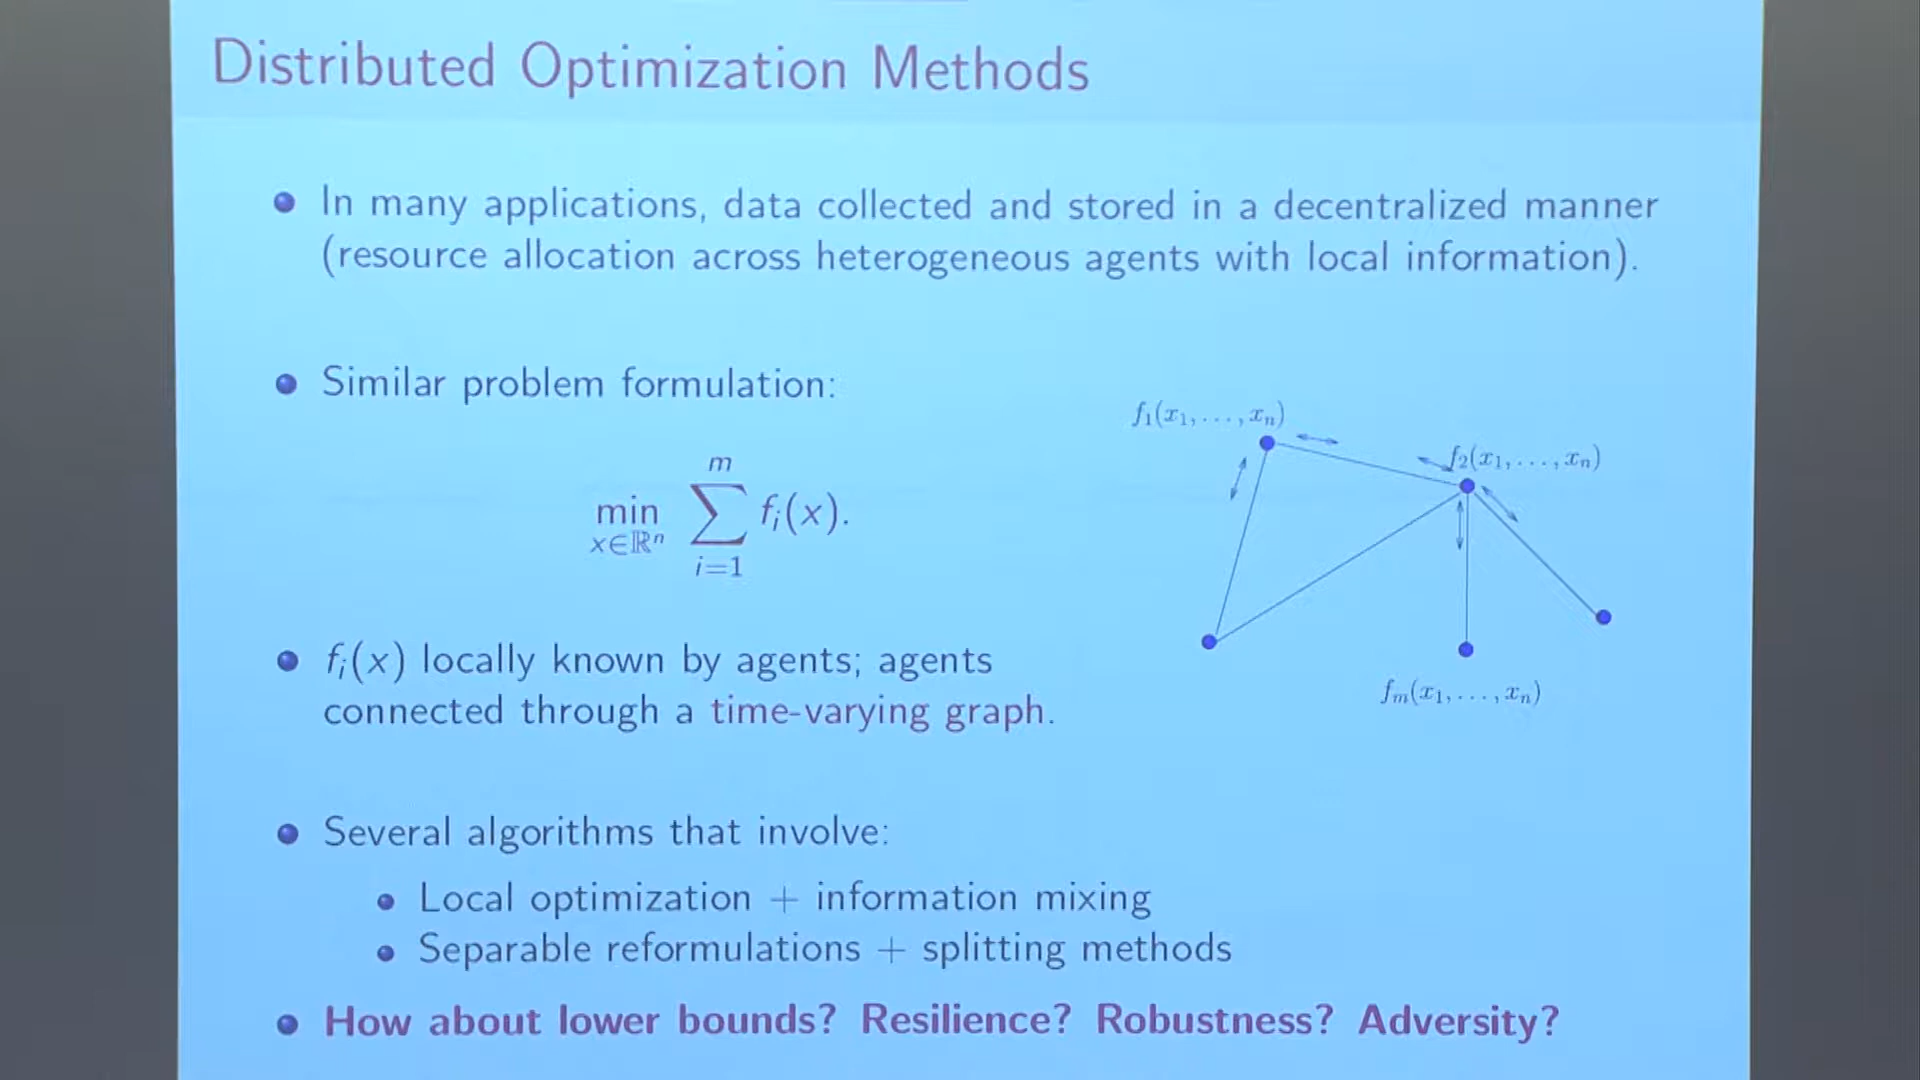 Distributed Optimization Methods
In many applications, data collected and stored in a decentralized manner
(resource allocation across heterogeneous agents with local information).
Similar problem formulation:
f₁(x₁, . . . , xₙ)
f₂(x₁, . . . , xₙ)
m
min ∑ fᵢ(x).
x∈ℝⁿ
i=1
fᵢ(x) locally known by agents; agents
connected through a time-varying graph.
fₘ(x₁, . . . , xₙ)
Several algorithms that involve:
Local optimization + information mixing
Separable reformulations + splitting methods
How about lower bounds? Resilience? Robustness? Adversity?